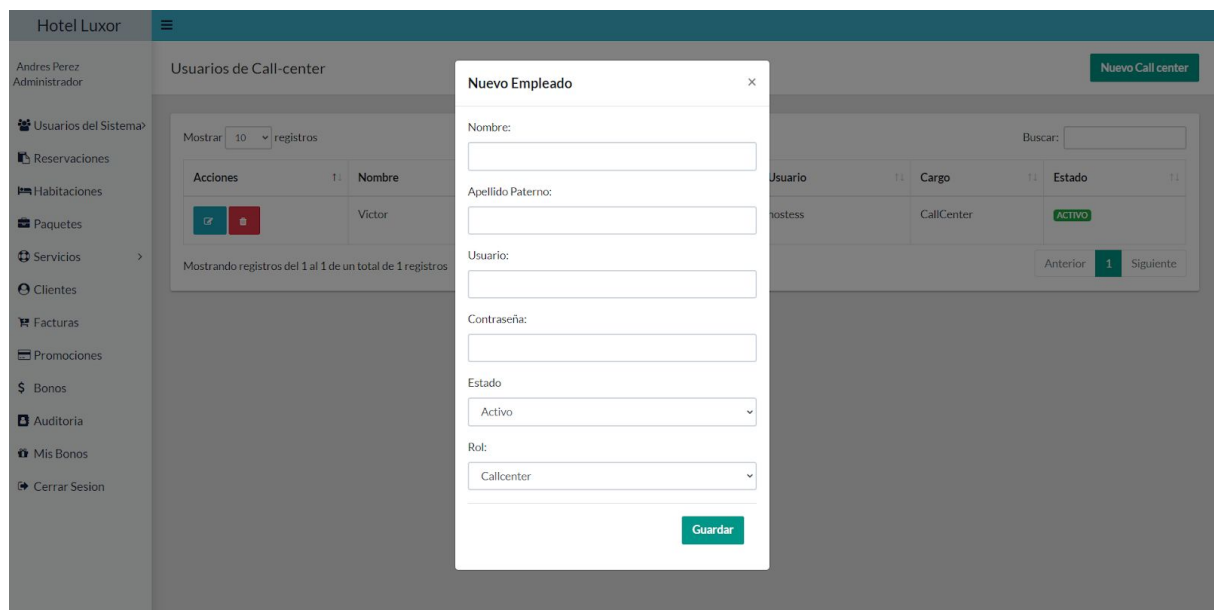 Hotel Luxor
Andres Perez
Administrador
Usuarios del Sistema
Reservaciones
Habitaciones
Paquetes
Servicios
Clientes
Facturas
Promociones
$ Bonos
Auditoria
Mis Bonos
Cerrar Sesion
Usuarios de Call-center
Nuevo Call center
Mostrar 10 registros
Buscar:
Acciones Nombre Usuario Cargo Estado
Victor hostess CallCenter ACTIVO
Mostrando registros del 1 al 1 de un total de 1 registros
Anterior 1 Siguiente
Nuevo Empleado ×
Nombre:
Apellido Paterno:
Usuario:
Contraseña:
Estado
Activo
Rol:
Callcenter
Guardar